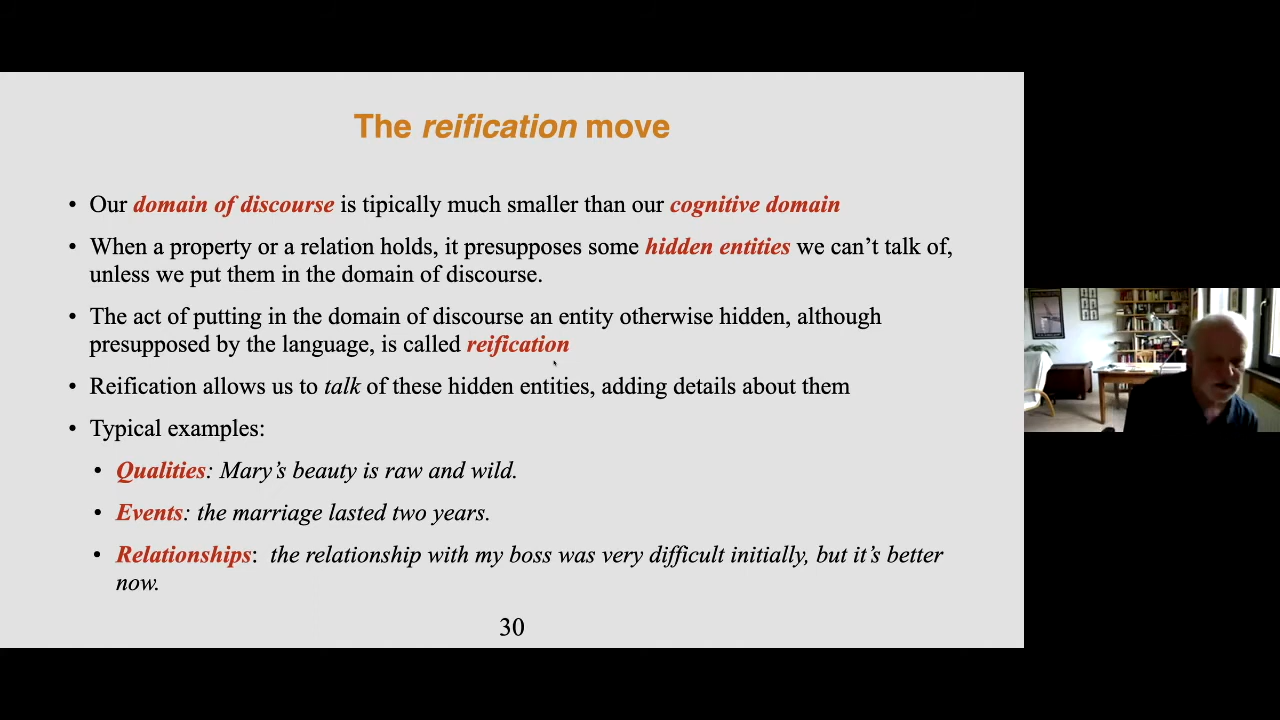 The reification move
• Our domain of discourse is tipically much smaller than our cognitive domain
• When a property or a relation holds, it presupposes some hidden entities we can’t talk of,
unless we put them in the domain of discourse.
• The act of putting in the domain of discourse an entity otherwise hidden, although
presupposed by the language, is called reification
• Reification allows us to talk of these hidden entities, adding details about them
• Typical examples:
• Qualities: Mary’s beauty is raw and wild.
• Events: the marriage lasted two years.
• Relationships: the relationship with my boss was very difficult initially, but it’s better
now.
30